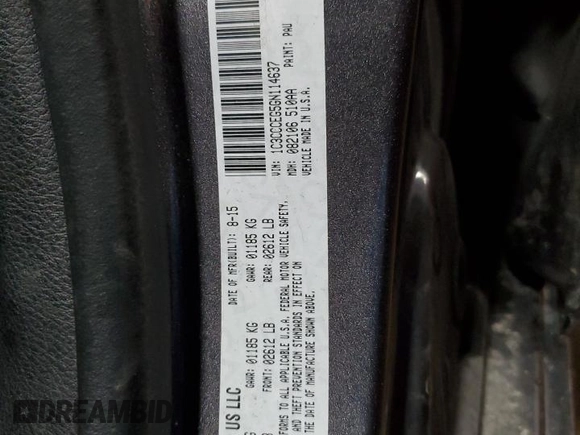 US LLC
DATE OF MFR(BUILT): 8-15
GAWR: 01185 KG GAWR: 01185 KG
FRONT: 02612 LB REAR: 02612 LB
FORMS TO ALL APPLICABLE U.S.A. FEDERAL MOTOR VEHICLE SAFETY,
AND THEFT PREVENTION STANDARDS IN EFFECT ON
THE DATE OF MANUFACTURE SHOWN ABOVE.
VIN: 1C3CCCEG5GN114637 PAINT: PAU
MDH: 082106 510AA
VEHICLE MADE IN U.S.A.
DREAMBID